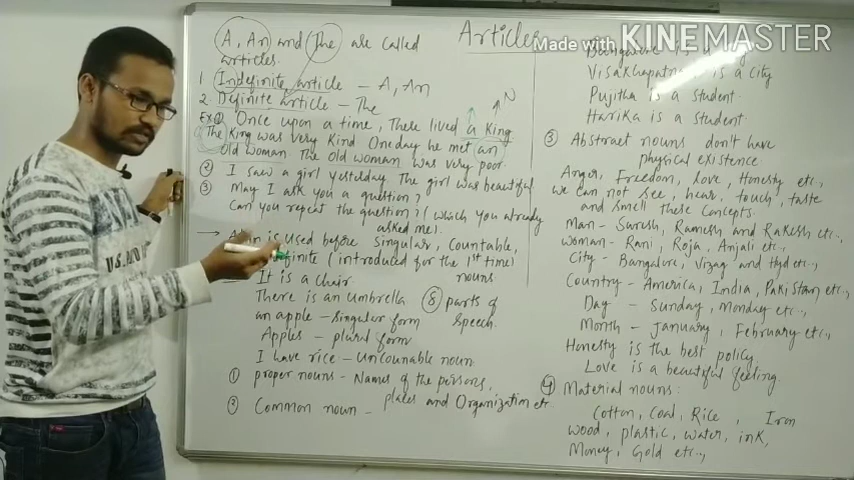 Articles
Made with KINEMASTER
A, An and The are called
articles.
1. Indefinite article - A, An
2. Definite article - The
N
Ex ① Once upon a time, There lived a King
The King was very Kind One day he met an
old woman. The old woman was very poor.
② I saw a girl yesterday The girl was beautiful
③ May I ask you a question?
Can you repeat the question? (which you already
asked me).
→ is used before Singular, Countable,
(introduced for the 1st time)
nouns
It is a chair.
There is an umbrella
an apple - singular form
Apples - plural form
I have rice - Uncounable noun
⑧ parts of
speech.
① proper nouns - Names of the persons,
places and Organization etc
② Common noun -
is a
is a city
Pujitha is a student.
Harika is a student.
③ Abstract nouns don't have
physical existence.
Anger, Freedom, love, Honesty etc.,
we can not see, hear, touch, taste
and smell these concepts.
Man - Suresh, Ramesh and Rakesh etc.,
woman - Rani, Roja, Anjali etc.,
City - Bangalore, Vizag and Hyd etc.,
Country - America, India, Pakistan etc.,
Day - Sunday, Monday etc.,
Month - January, February etc.,
Honesty is the best policy.
Love is a beautiful feeling.
④ Material nouns:
Cotton, Coal, Rice, Iron
wood, plastic, water, ink,
Money, Gold etc.,